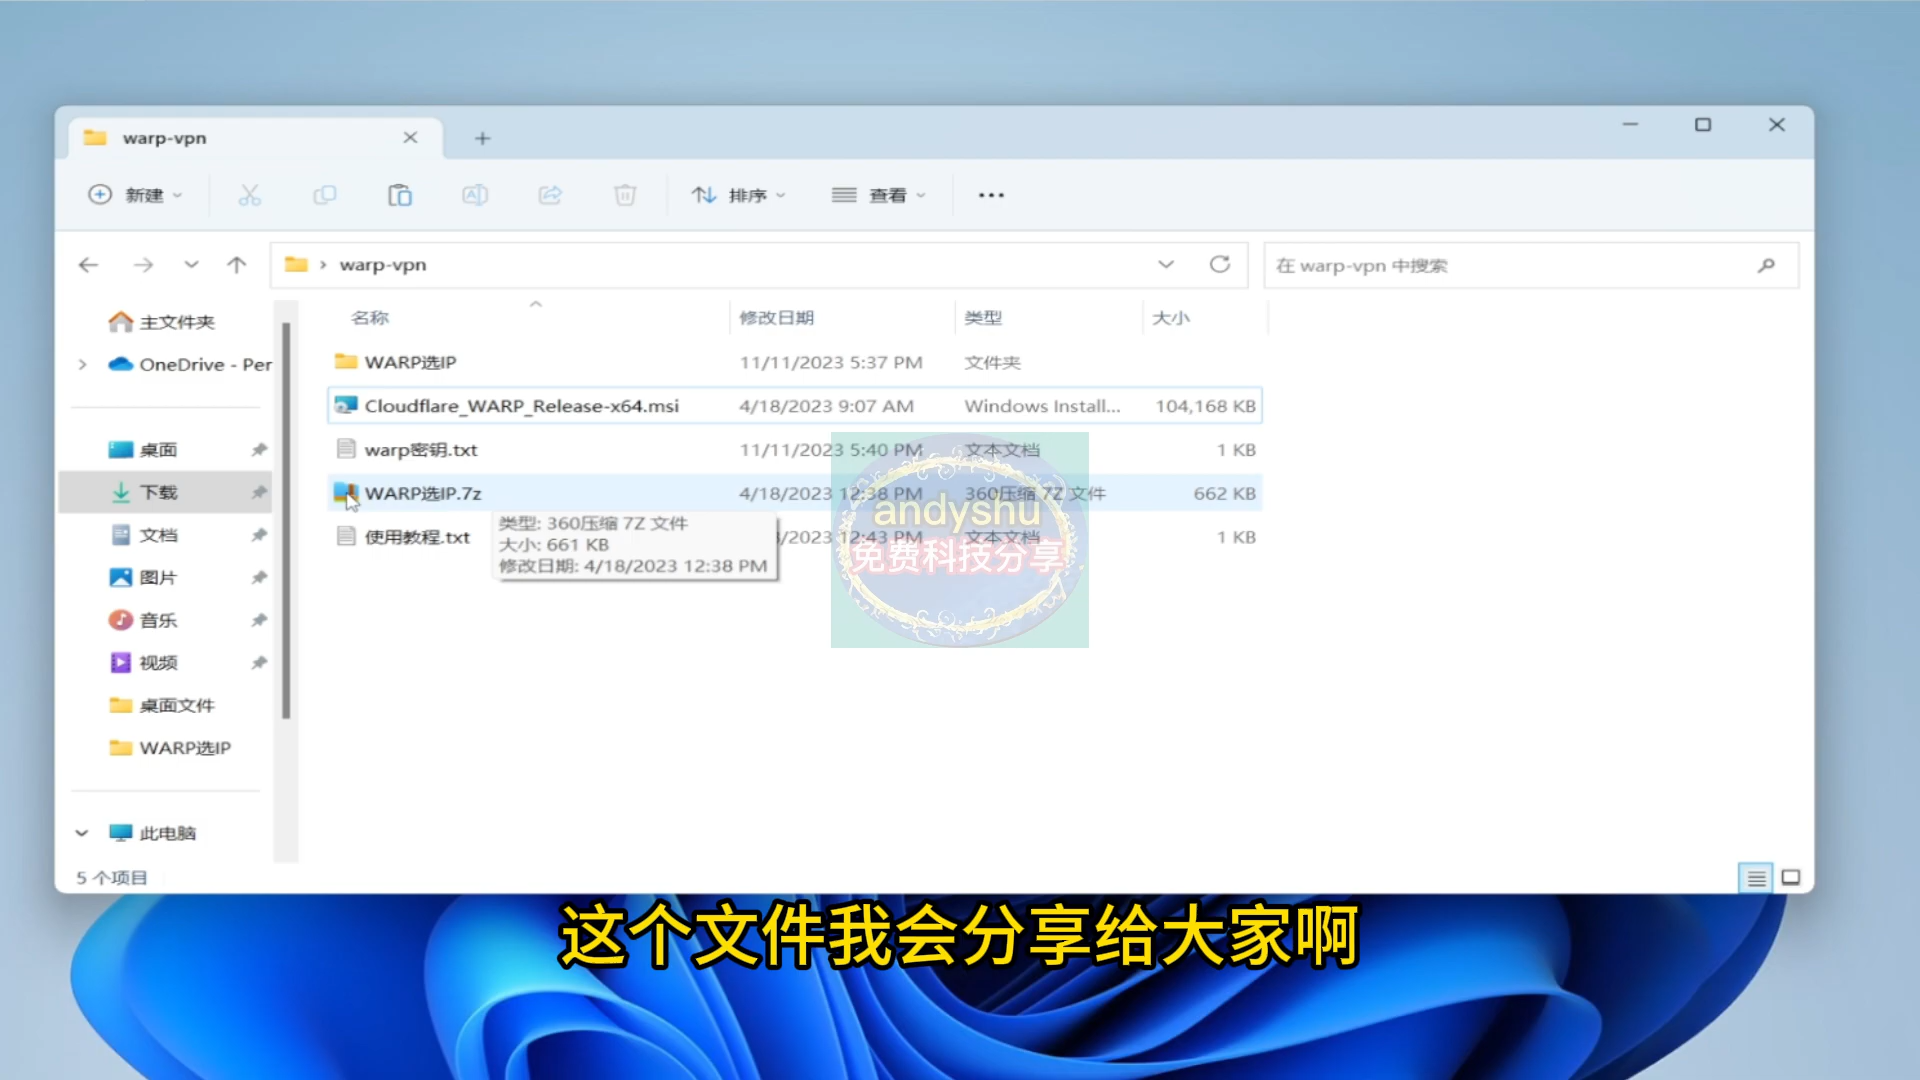 warp-vpn
新建
排序
查看
warp-vpn
在 warp-vpn 中搜索
主文件夹
OneDrive - Per
桌面
下载
文档
图片
音乐
视频
桌面文件
WARP选IP
此电脑
名称 修改日期 类型 大小
WARP选IP 11/11/2023 5:37 PM 文件夹
Cloudflare_WARP_Release-x64.msi 4/18/2023 9:07 AM Windows Install... 104,168 KB
warp密钥.txt 11/11/2023 5:40 PM 文本文档 1 KB
WARP选IP.7z 4/18/2023 12:38 PM 360压缩 7Z 文件 662 KB
使用教程.txt /2023 12:43 PM 文本文档 1 KB
类型: 360压缩 7Z 文件
大小: 661 KB
修改日期: 4/18/2023 12:38 PM
andyshu
免费科技分享
5 个项目
这个文件我会分享给大家啊